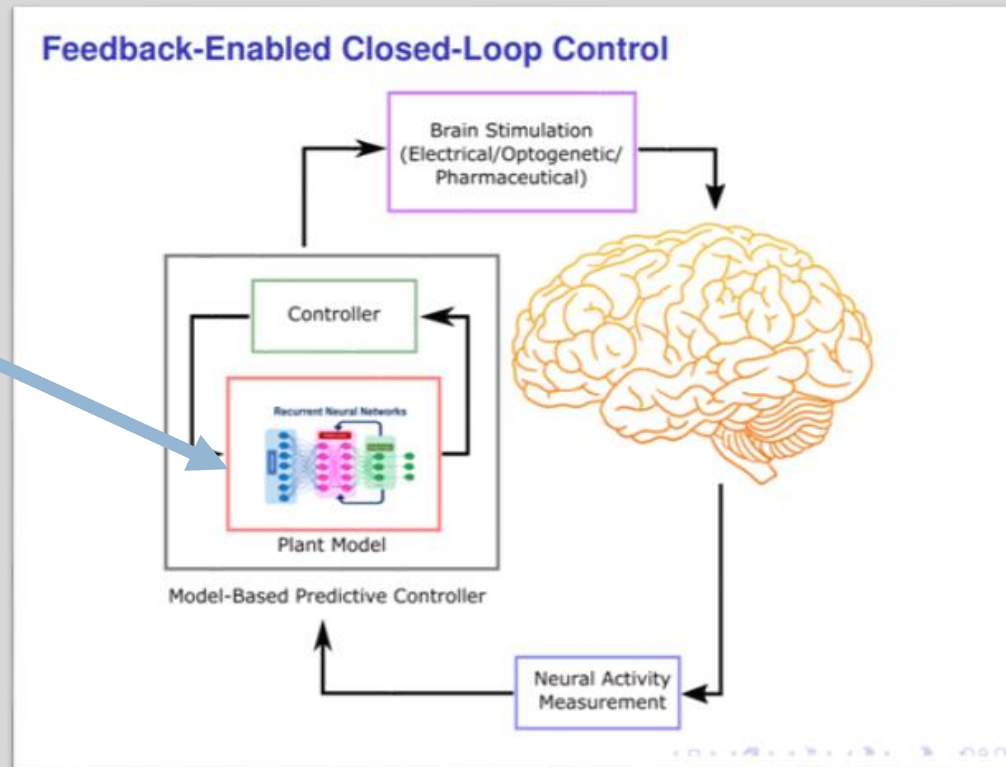 Feedback-Enabled Closed-Loop Control
Brain Stimulation
(Electrical/Optogenetic/
Pharmaceutical)
Controller
Recurrent Neural Networks
Plant Model
Model-Based Predictive Controller
Neural Activity
Measurement